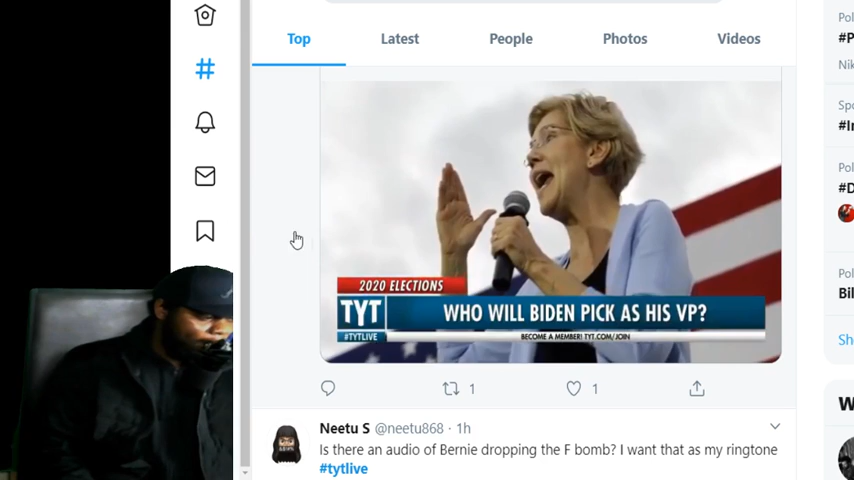 Top Latest People Photos Videos
Pol
#P
Nik
Spo
#In
Pol
#D
Pol
Bil
Sh
W
2020 ELECTIONS
TYT WHO WILL BIDEN PICK AS HIS VP?
#TYTLIVE BECOME A MEMBER! TYT.COM/JOIN
1 1
Neetu S @neetu868 · 1h
Is there an audio of Bernie dropping the F bomb? I want that as my ringtone
#tytlive